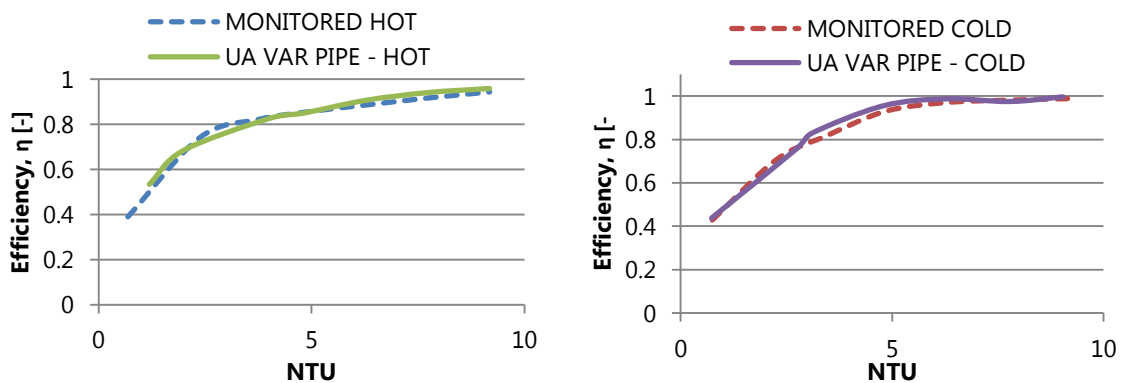 MONITORED HOT
UA VAR PIPE - HOT
Efficiency, η [-]
1
0.8
0.6
0.4
0.2
0
0
5
10
NTU
MONITORED COLD
UA VAR PIPE - COLD
Efficiency, η [-
1
0.8
0.6
0.4
0.2
0
0
5
10
NTU